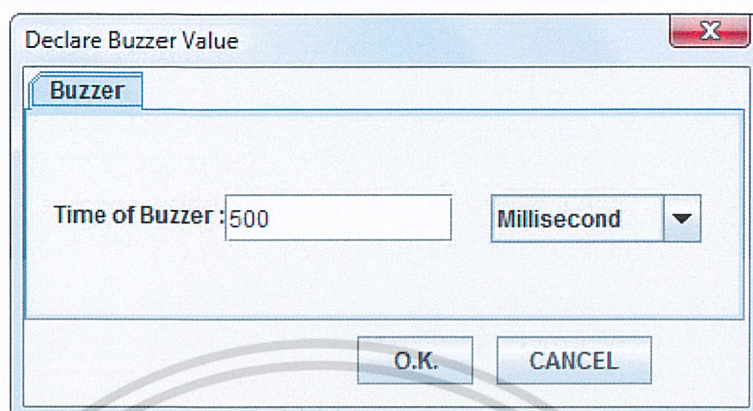 Declare Buzzer Value
Buzzer
Time of Buzzer : 500 Millisecond
O.K. CANCEL